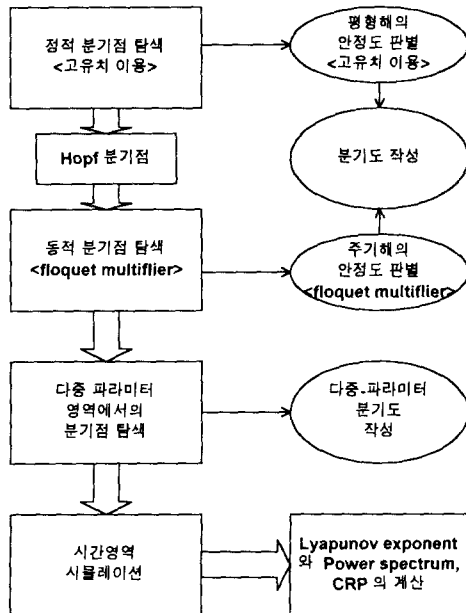 정적 분기점 탐색
<고유치 이용>
평형해의
안정도 판별
<고유치 이용>
Hopf 분기점
분기도 작성
동적 분기점 탐색
<floquet multiflier>
주기해의
안정도 판별
<floquet multiflier>
다중 파라미터
영역에서의
분기점 탐색
다중-파라미터
분기도
작성
시간영역
시뮬레이션
Lyapunov exponent
와 Power spectrum,
CRP 의 계산